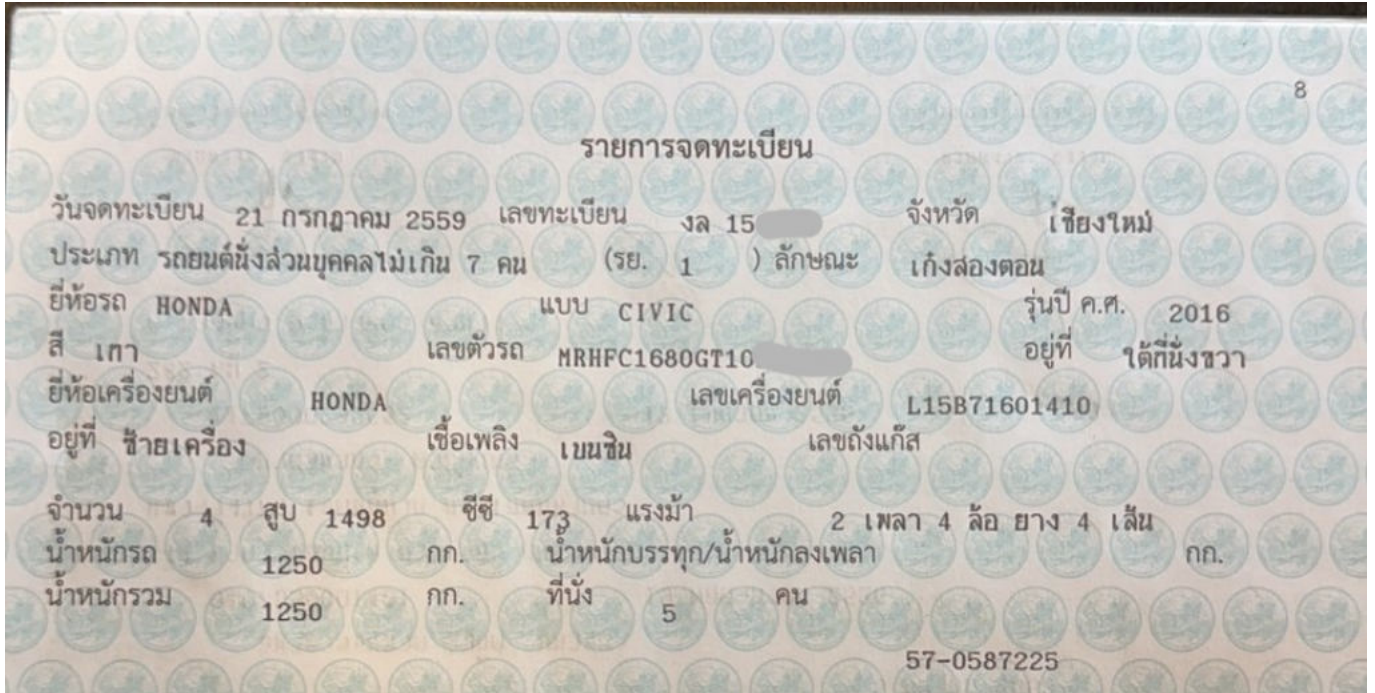 8
รายการจดทะเบียน
วันจดทะเบียน 21 กรกฎาคม 2559 เลขทะเบียน งล 15 จังหวัด เชียงใหม่
ประเภท รถยนต์นั่งส่วนบุคคลไม่เกิน 7 คน (รย. 1 ) ลักษณะ เก๋งสองตอน
ยี่ห้อรถ HONDA แบบ CIVIC รุ่นปี ค.ศ. 2016
สี เทา เลขตัวรถ MRHFC1680GT10 อยู่ที่ ใต้ที่นั่งขวา
ยี่ห้อเครื่องยนต์ HONDA เลขเครื่องยนต์ L15B71601410
อยู่ที่ ซ้ายเครื่อง เชื้อเพลิง เบนซิน เลขถังแก๊ส
จำนวน 4 สูบ 1498 ซีซี 173 แรงม้า 2 เพลา 4 ล้อ ยาง 4 เส้น
น้ำหนักรถ 1250 กก. น้ำหนักบรรทุก/น้ำหนักลงเพลา กก.
น้ำหนักรวม 1250 กก. ที่นั่ง 5 คน
57-0587225